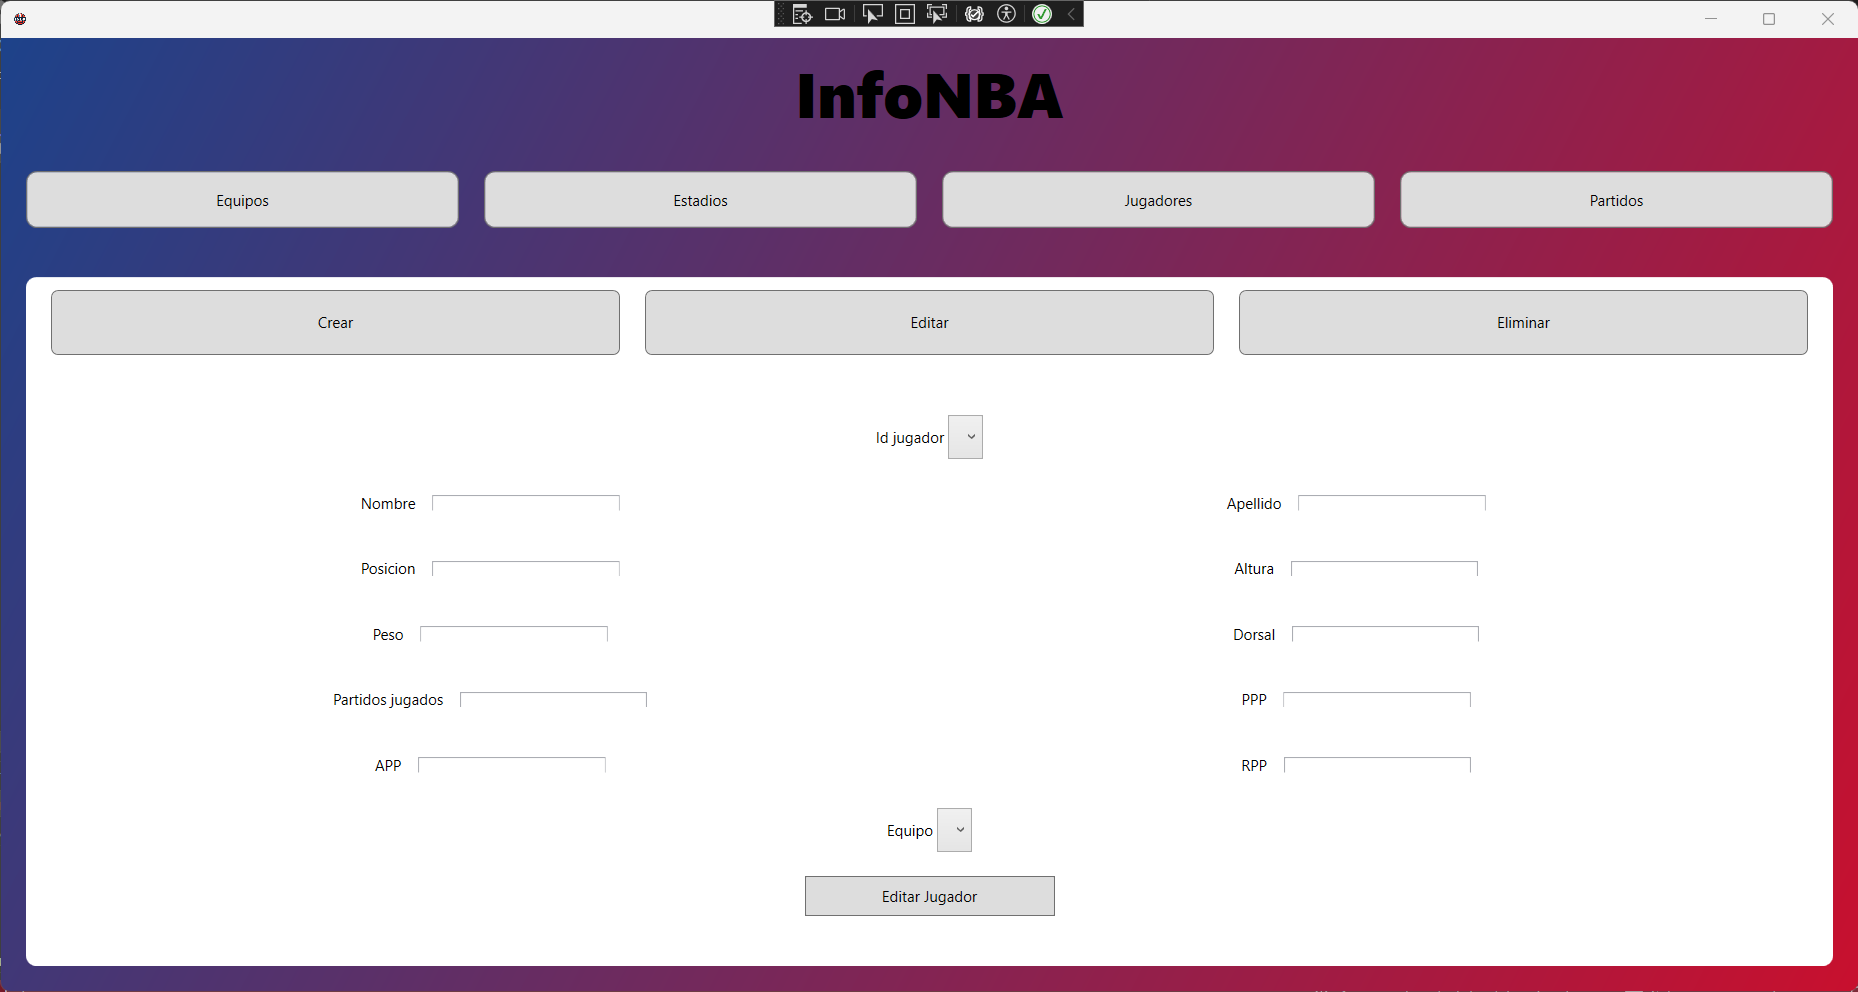 InfoNBA
Equipos Estadios Jugadores Partidos
Crear Editar Eliminar
Id jugador
Nombre Apellido
Posicion Altura
Peso Dorsal
Partidos jugados PPP
APP RPP
Equipo
Editar Jugador